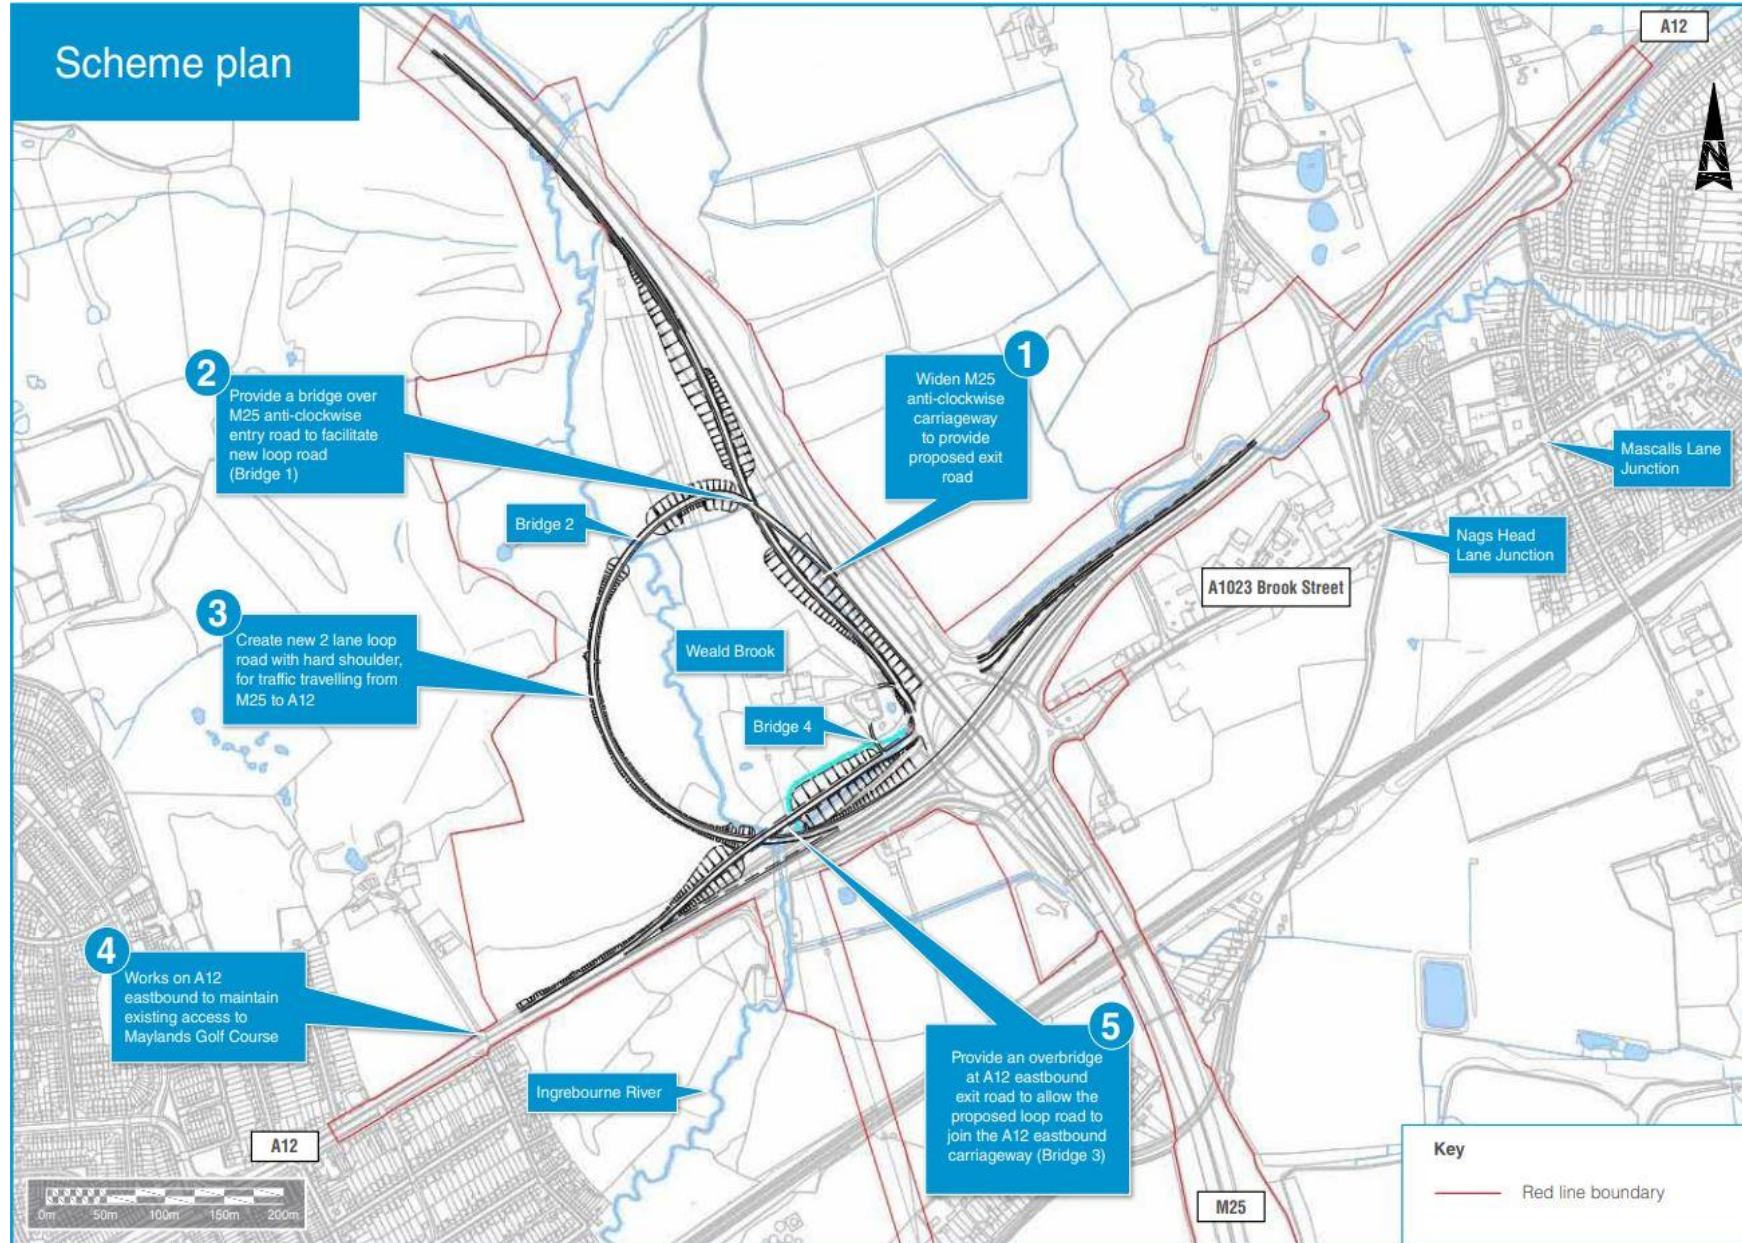 Scheme plan
A12
N
1
Widen M25
anti-clockwise
carriageway
to provide
proposed exit
road
2
Provide a bridge over
M25 anti-clockwise
entry road to facilitate
new loop road
(Bridge 1)
Mascalls Lane
Junction
Bridge 2
Nags Head
Lane Junction
A1023 Brook Street
3
Create new 2 lane loop
road with hard shoulder,
for traffic travelling from
M25 to A12
Weald Brook
Bridge 4
4
Works on A12
eastbound to maintain
existing access to
Maylands Golf Course
5
Provide an overbridge
at A12 eastbound
exit road to allow the
proposed loop road to
join the A12 eastbound
carriageway (Bridge 3)
Ingrebourne River
A12
0m 50m 100m 150m 200m
M25
Key
Red line boundary